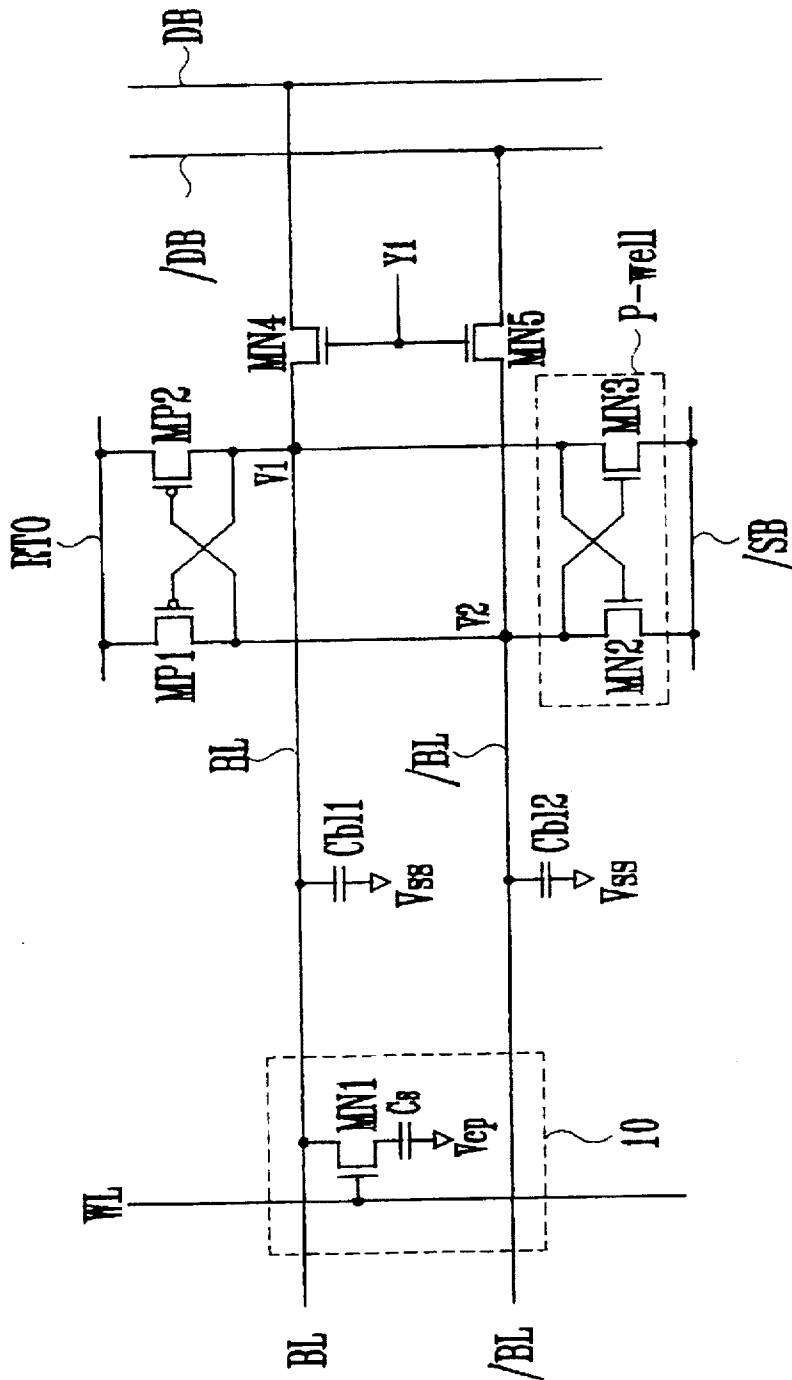 RTO
WL
MP1
MP2
/DB
DB
BL
MN4
V1
BL
Cbl1
MN1
Cs
Y1
Vss
/BL
V2
Vcp
/BL
MN5
Cbl2
MN2
MN3
Vss
10
P-well
/SB